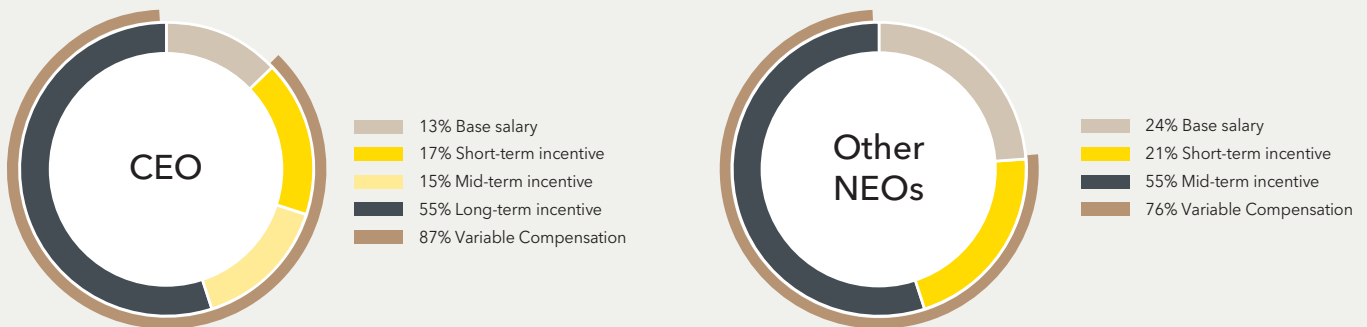 CEO
13% Base salary
17% Short-term incentive
15% Mid-term incentive
55% Long-term incentive
87% Variable Compensation
Other
NEOs
24% Base salary
21% Short-term incentive
55% Mid-term incentive
76% Variable Compensation